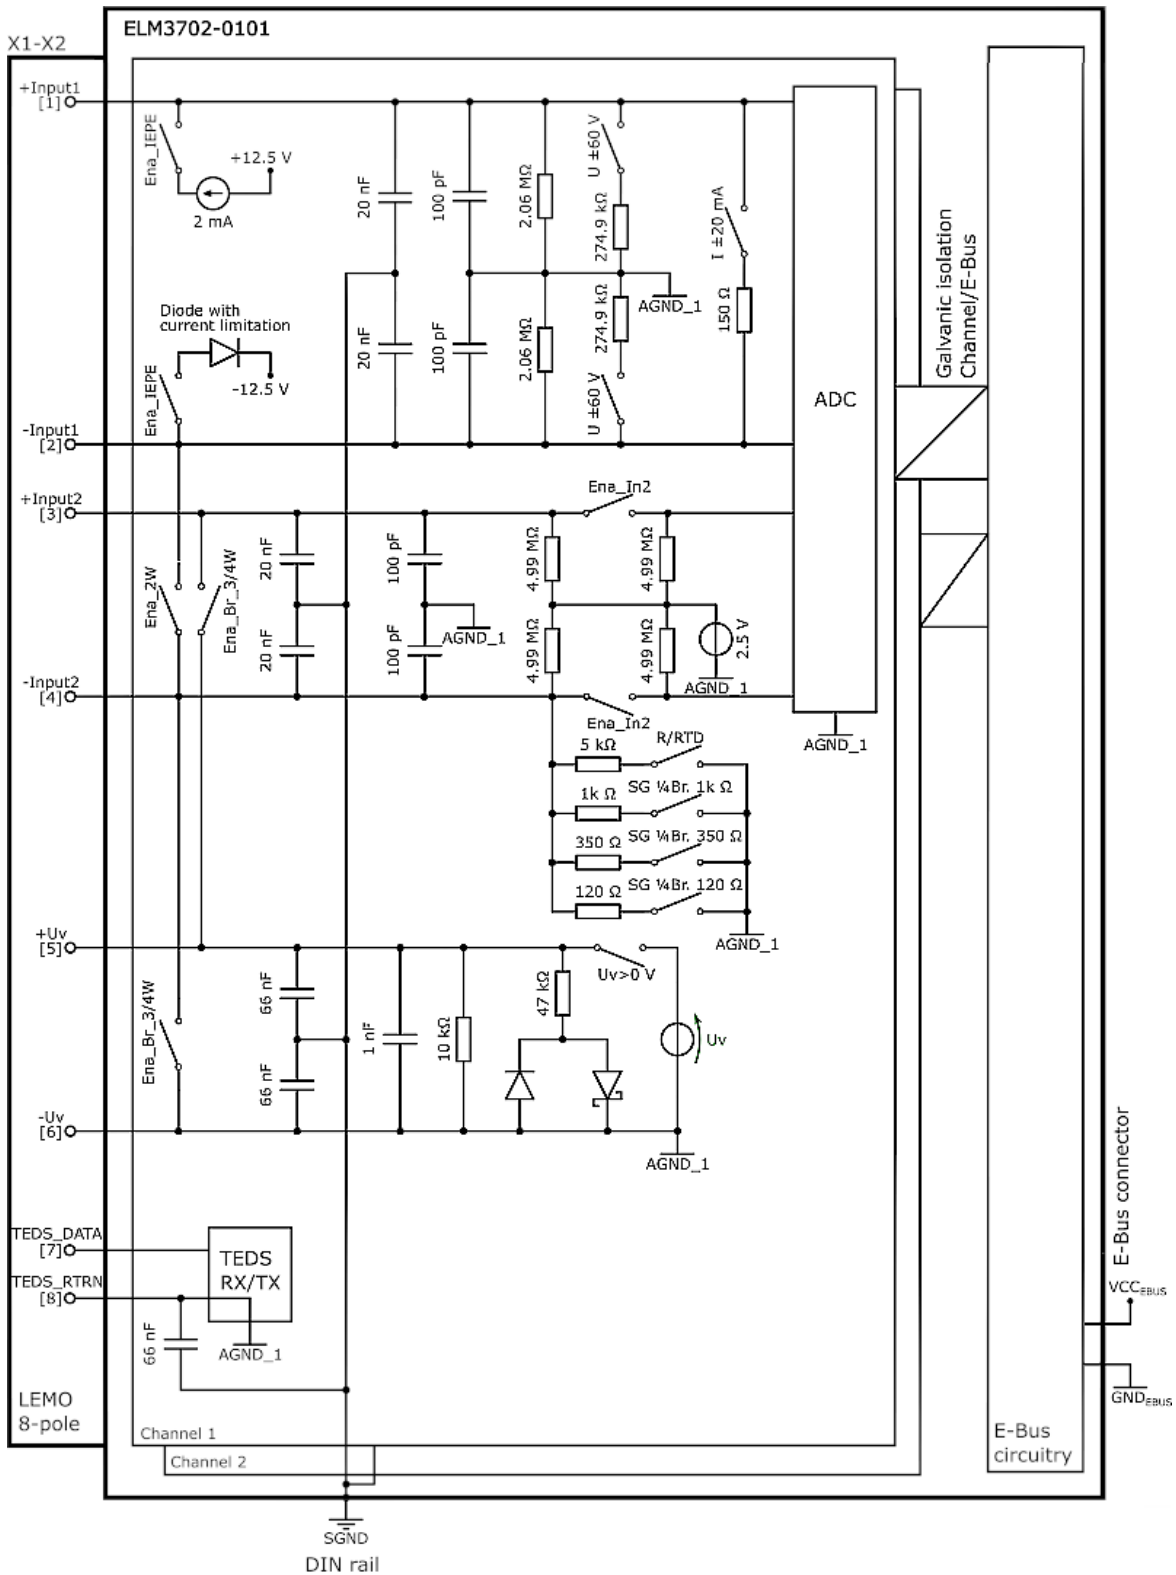 ELM3702-0101
X1-X2
+Input1
[1]
Ena_IEPE
+12.5 V
2 mA
20 nF
100 pF
2.06 MΩ
U ±60 V
274.9 kΩ
I ±20 mA
AGND_1
150 Ω
Diode with
current limitation
-12.5 V
Ena_IEPE
20 nF
100 pF
2.06 MΩ
274.9 kΩ
U ±60 V
ADC
Galvanic isolation
Channel/E-Bus
-Input1
[2]
+Input2
[3]
Ena_In2
Ena_2W
Ena_Br_3/4W
20 nF
100 pF
4.99 MΩ
4.99 MΩ
AGND_1
20 nF
100 pF
4.99 MΩ
4.99 MΩ
2.5 V
AGND_1
-Input2
[4]
Ena_In2
AGND_1
5 kΩ
R/RTD
1k Ω
SG ¼Br. 1k Ω
350 Ω
SG ¼Br. 350 Ω
120 Ω
SG ¼Br. 120 Ω
AGND_1
+Uv
[5]
Uv>0 V
Ena_Br_3/4W
66 nF
66 nF
1 nF
10 kΩ
47 kΩ
Uv
-Uv
[6]
AGND_1
TEDS_DATA
[7]
TEDS
RX/TX
TEDS_RTRN
[8]
66 nF
AGND_1
E-Bus connector
VCCEBUS
GNDEBUS
LEMO
8-pole
Channel 1
Channel 2
E-Bus
circuitry
SGND
DIN rail